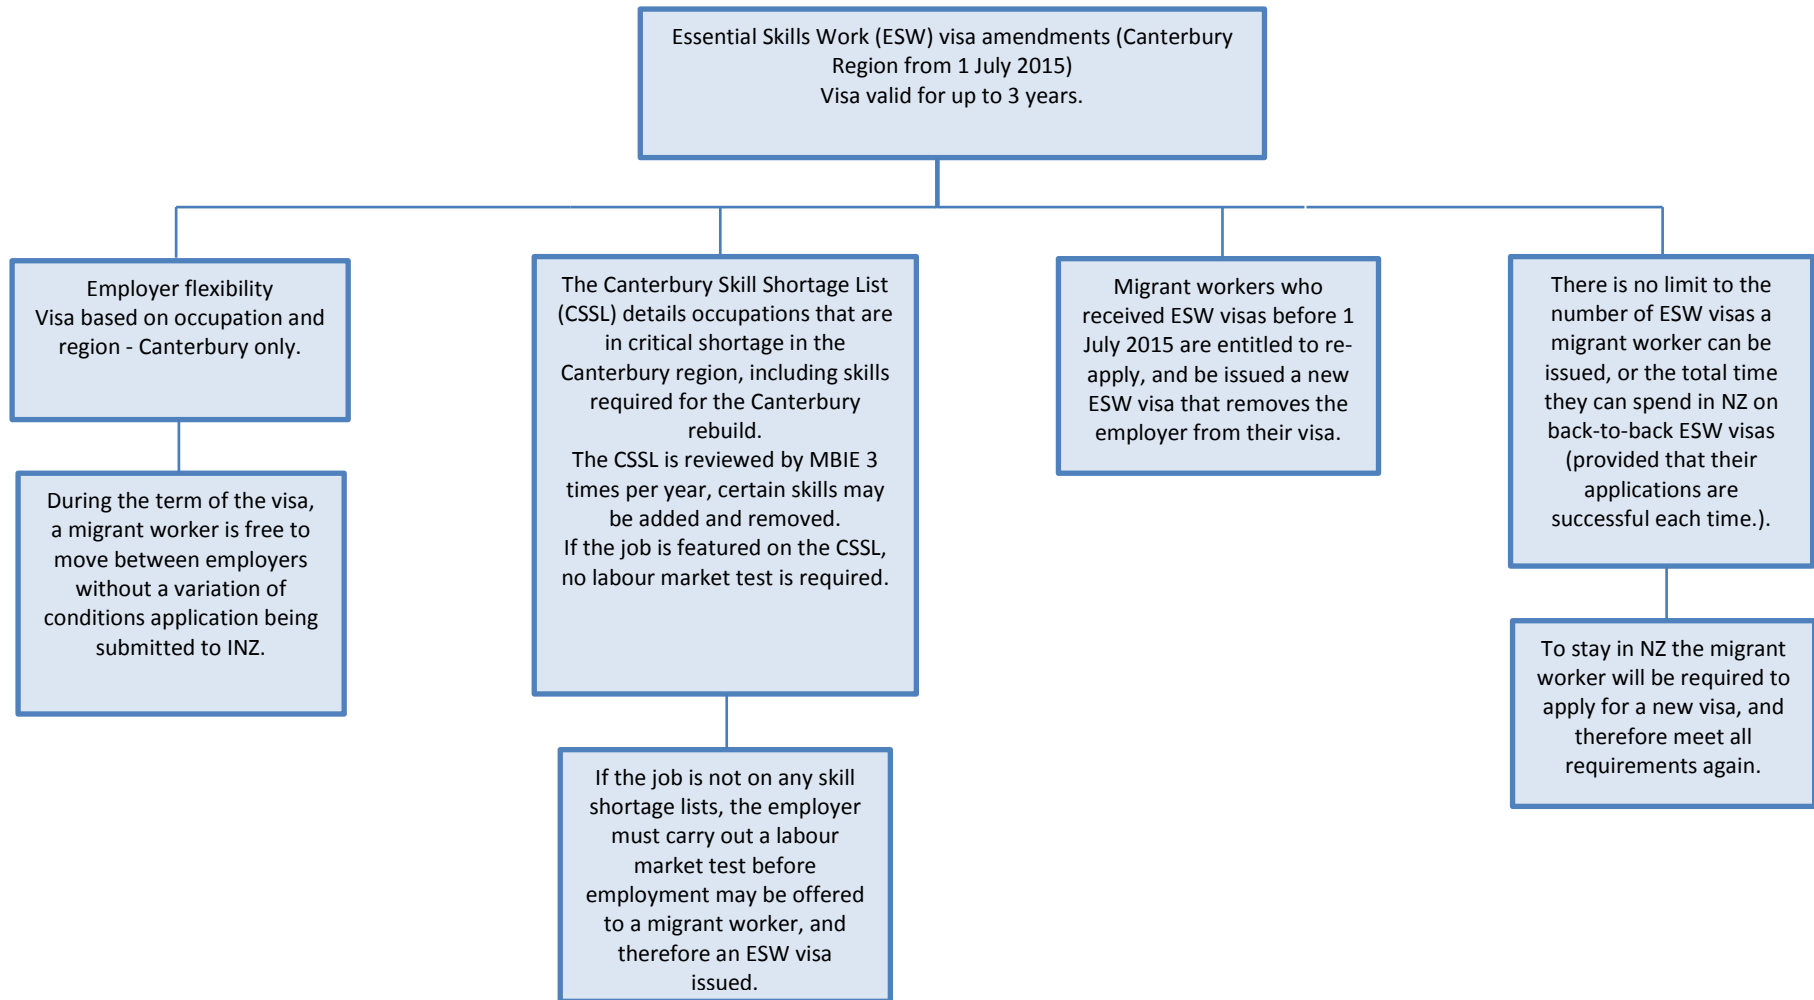 Essential Skills Work (ESW) visa amendments (Canterbury
Region from 1 July 2015)
Visa valid for up to 3 years.
Employer flexibility
Visa based on occupation and
region - Canterbury only.
During the term of the visa,
a migrant worker is free to
move between employers
without a variation of
conditions application being
submitted to INZ.
The Canterbury Skill Shortage List
(CSSL) details occupations that are
in critical shortage in the
Canterbury region, including skills
required for the Canterbury
rebuild.
The CSSL is reviewed by MBIE 3
times per year, certain skills may
be added and removed.
If the job is featured on the CSSL,
no labour market test is required.
If the job is not on any skill
shortage lists, the employer
must carry out a labour
market test before
employment may be offered
to a migrant worker, and
therefore an ESW visa
issued.
Migrant workers who
received ESW visas before 1
July 2015 are entitled to re-
apply, and be issued a new
ESW visa that removes the
employer from their visa.
There is no limit to the
number of ESW visas a
migrant worker can be
issued, or the total time
they can spend in NZ on
back-to-back ESW visas
(provided that their
applications are
successful each time.).
To stay in NZ the migrant
worker will be required to
apply for a new visa, and
therefore meet all
requirements again.